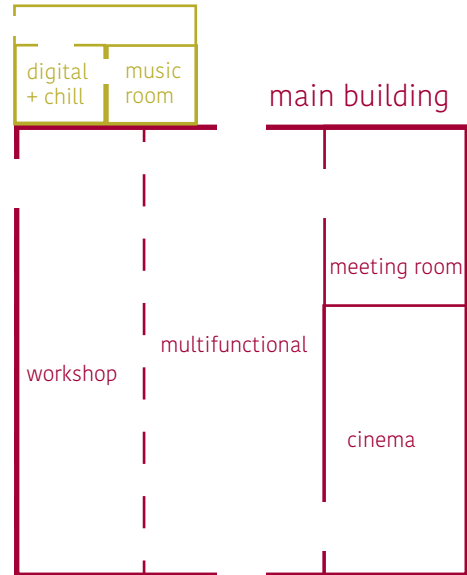 digital
+ chill
music
room
main building
meeting room
multifunctional
workshop
cinema